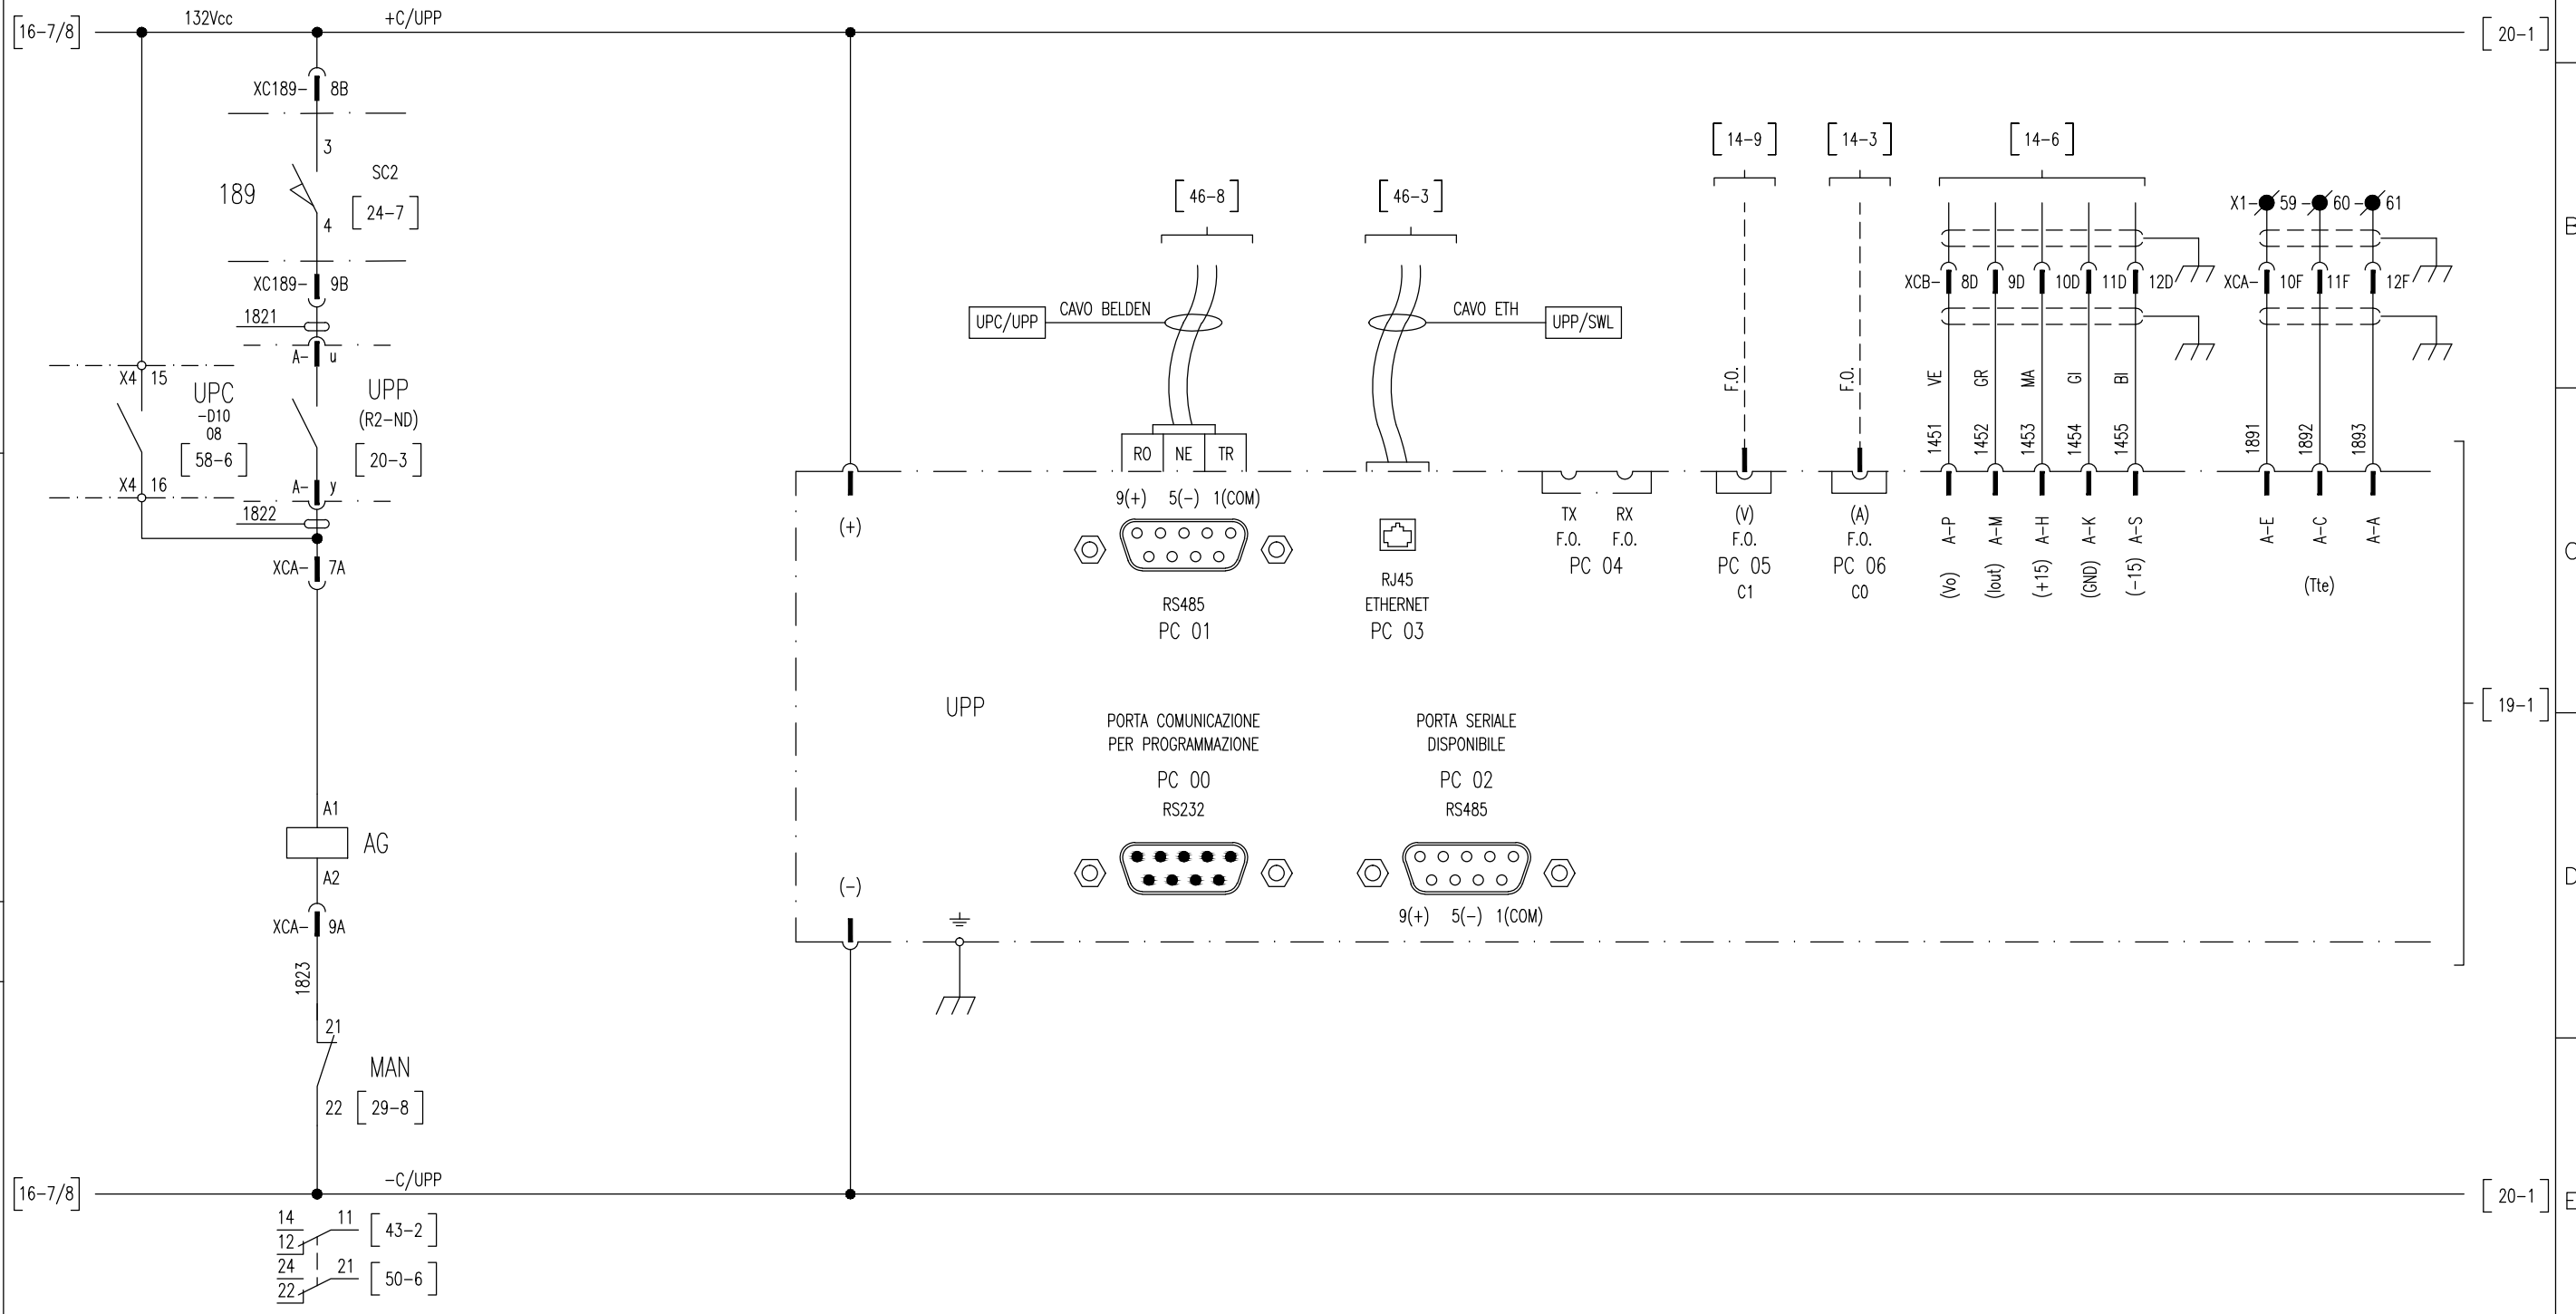 [16-7/8] 132Vcc +C/UPP [20-1]
XC189- 8B
3
189 SC2
[24-7]
4
XC189- 9B
1821
A- u
X4 15
UPC
-D10
08
[58-6]
UPP
(R2-ND)
[20-3]
X4 16
A- y
1822
XCA- 7A
A1
AG
A2
XCA- 9A
1823
21
MAN
22 [29-8]
[16-7/8] -C/UPP [20-1]
14 11 [43-2]
12
24 21 [50-6]
22
[46-8]
UPC/UPP CAVO BELDEN
RO NE TR
9(+) 5(-) 1(COM)
RS485
PC 01
[46-3]
CAVO ETH UPP/SWL
RJ45
ETHERNET
PC 03
TX RX
F.O. F.O.
PC 04
[14-9]
F.O.
(V)
F.O.
PC 05
C1
[14-3]
F.O.
(A)
F.O.
PC 06
C0
[14-6]
XCB- 8D 9D 10D 11D 12D
VE GR MA GI BI
1451 1452 1453 1454 1455
A-P A-M A-H A-K A-S
(Vo) (Iout) (+15) (GND) (-15)
X1- 59 - 60 - 61
XCA- 10F 11F 12F
1891 1892 1893
A-E A-C A-A
(Tte)
(+)
UPP
[19-1]
PORTA COMUNICAZIONE
PER PROGRAMMAZIONE
PC 00
RS232
PORTA SERIALE
DISPONIBILE
PC 02
RS485
9(+) 5(-) 1(COM)
(-)
B
C
D
E